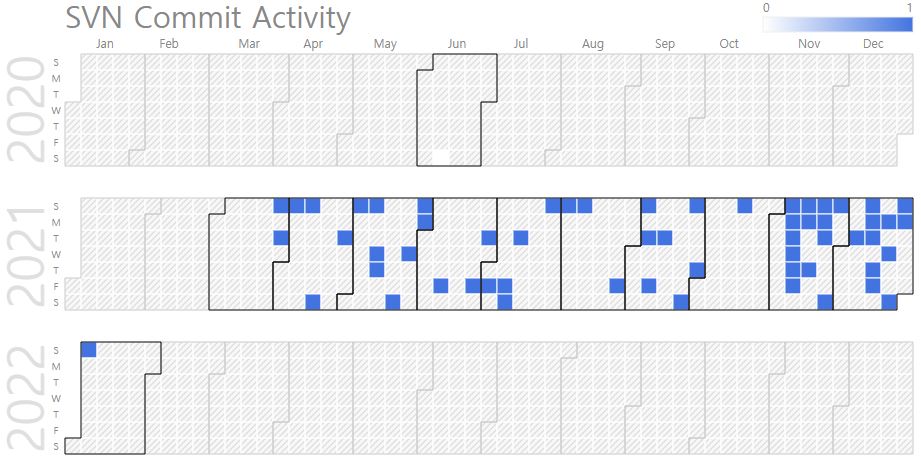 SVN Commit Activity
0 1
Jan Feb Mar Apr May Jun Jul Aug Sep Oct Nov Dec
2020
S
M
T
W
T
F
S
2021
S
M
T
W
T
F
S
2022
S
M
T
W
T
F
S